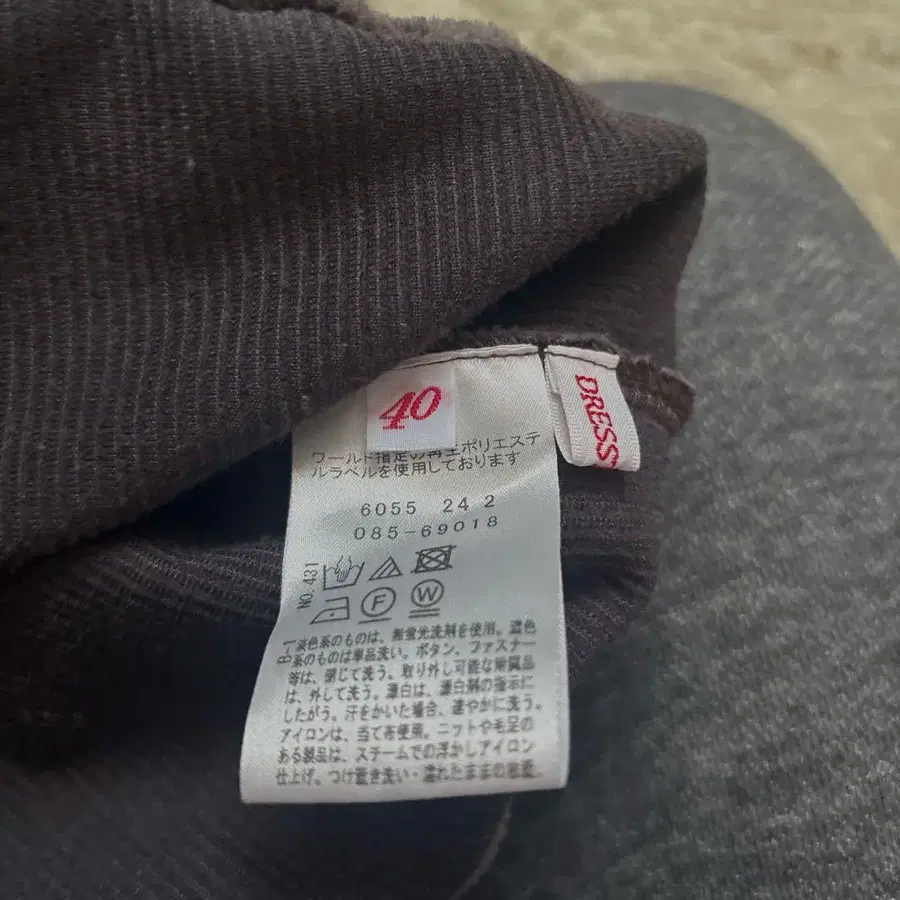 40
DRESST
ワールド指定の再生ポリエステ
ルラベルを使用しております
6055 24 2
085-69018
NO.431
F
W
B-1
淡色系のものは、無蛍光洗剤を使用。濃色
系のものは単品洗い。ボタン、ファスナー
等は、閉じて洗う。取り外し可能な附属品
は、外して洗う。漂白は、漂白剤の指示に
したがう。汗をかいた場合、速やかに洗う。
アイロンは、当て布使用。ニットや毛足の
ある製品は、スチームでの浮かしアイロン
仕上げ。つけ置き洗い・濡れたままの放置